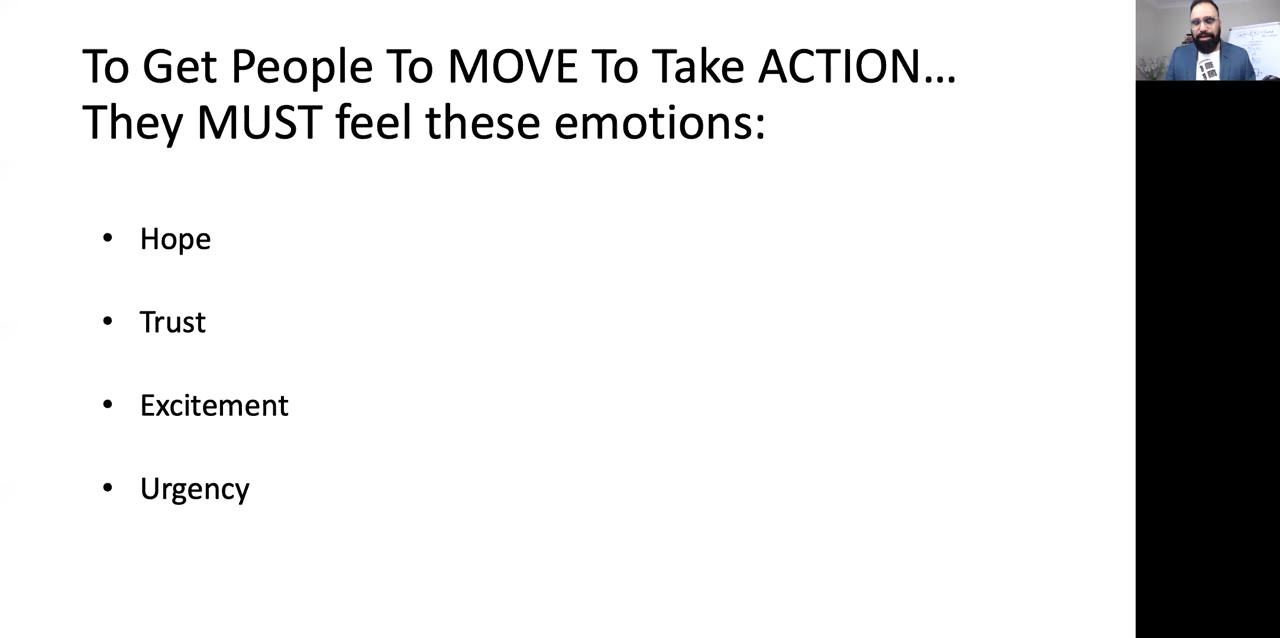 To Get People To MOVE To Take ACTION…
They MUST feel these emotions:
• Hope
• Trust
• Excitement
• Urgency